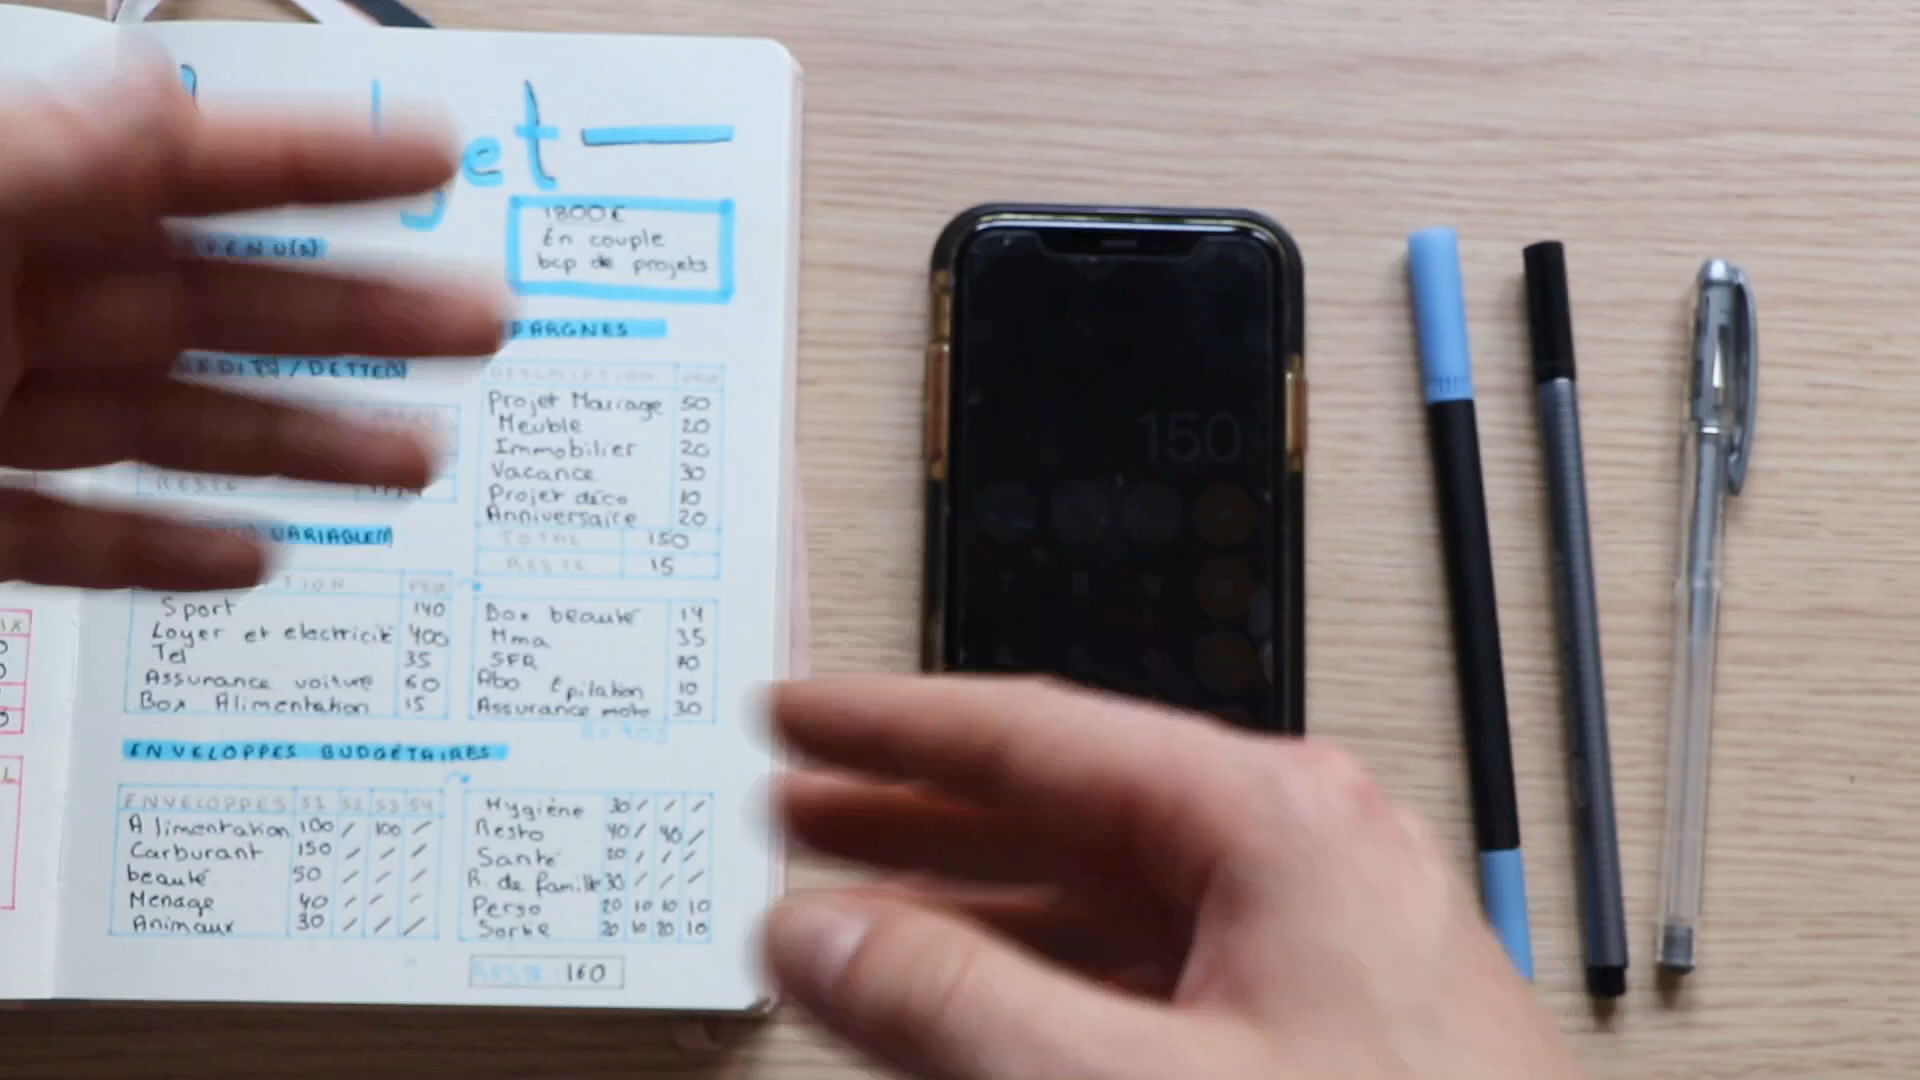 1800€
En couple
bcp de projets
DESCRIPTION
Projet Mariage 50
Meuble 20
Immobilier 20
Vacance 30
Projet déco 10
Anniversaire 20
TOTAL 150
RESTE 15
RESTE
Sport 140
Loyer et electricité 400
Tel 35
Assurance voiture 60
Box Alimentation 15
Box beauté 14
Mma 35
SFR 70
Abo Epilation 10
Assurance moto 30
ENVELOPPES BUDGÉTAIRES
ENVELOPPES S1 S2 S3 S4
Alimentation 100 / 100 /
Carburant 150 / / /
beauté 50 / / /
Menage 40 / / /
Animaux 30 / / /
Hygiène 30 / / /
Resto 40 / 40 /
Santé 20 / / /
R. de famille 30 / / /
Perso 20 10 10 10
Sortie 20 10 20 10
RESTE : 160
150